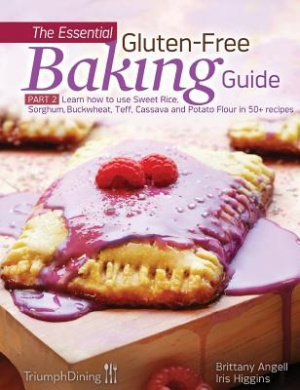 The Essential
Gluten-Free
Baking Guide
PART 2 Learn how to use Sweet Rice,
Sorghum, Buckwheat, Teff, Cassava and Potato Flour in 50+ recipes
TriumphDining
Brittany Angell
Iris Higgins